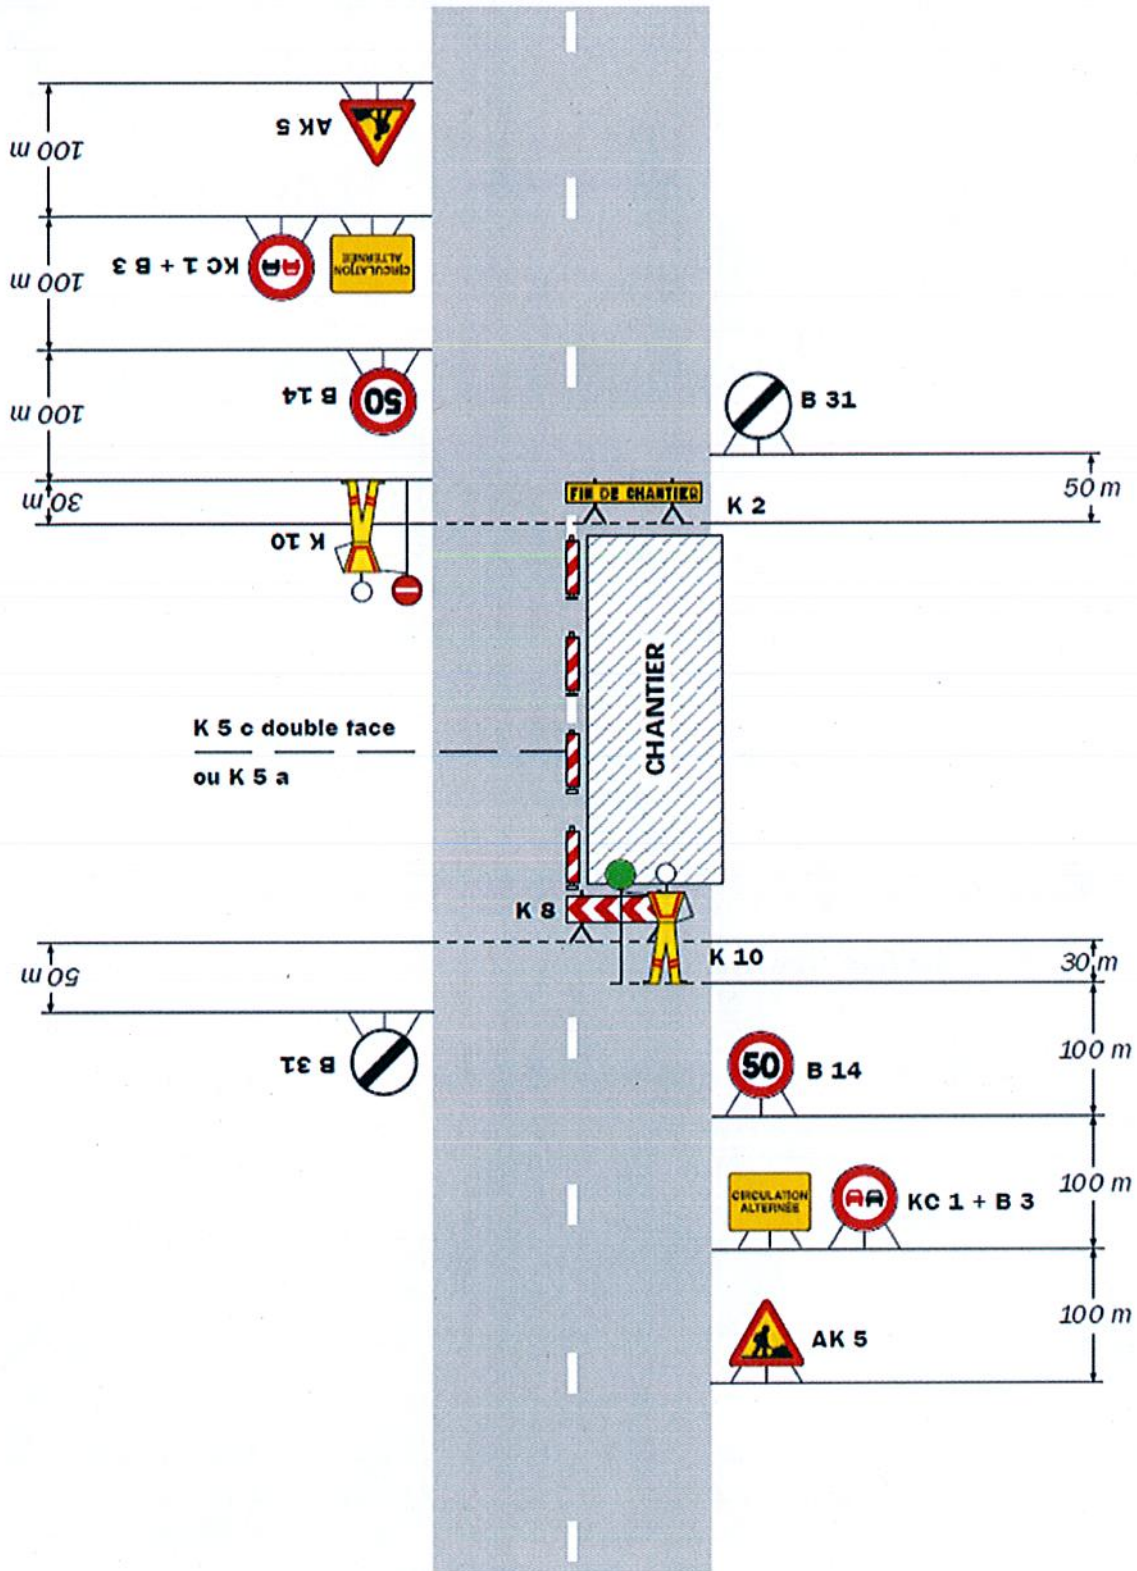 AK 5
100 m
KC 1 + B 3
CIRCULATION
ALTERNÉE
100 m
B 14
50
100 m
B 31
50 m
30 m
K 10
FIN DE CHANTIER
K 2
CHANTIER
K 5 c double face
ou K 5 a
K 8
K 10
30 m
50 m
B 31
50
B 14
100 m
CIRCULATION
ALTERNÉE
KC 1 + B 3
100 m
AK 5
100 m